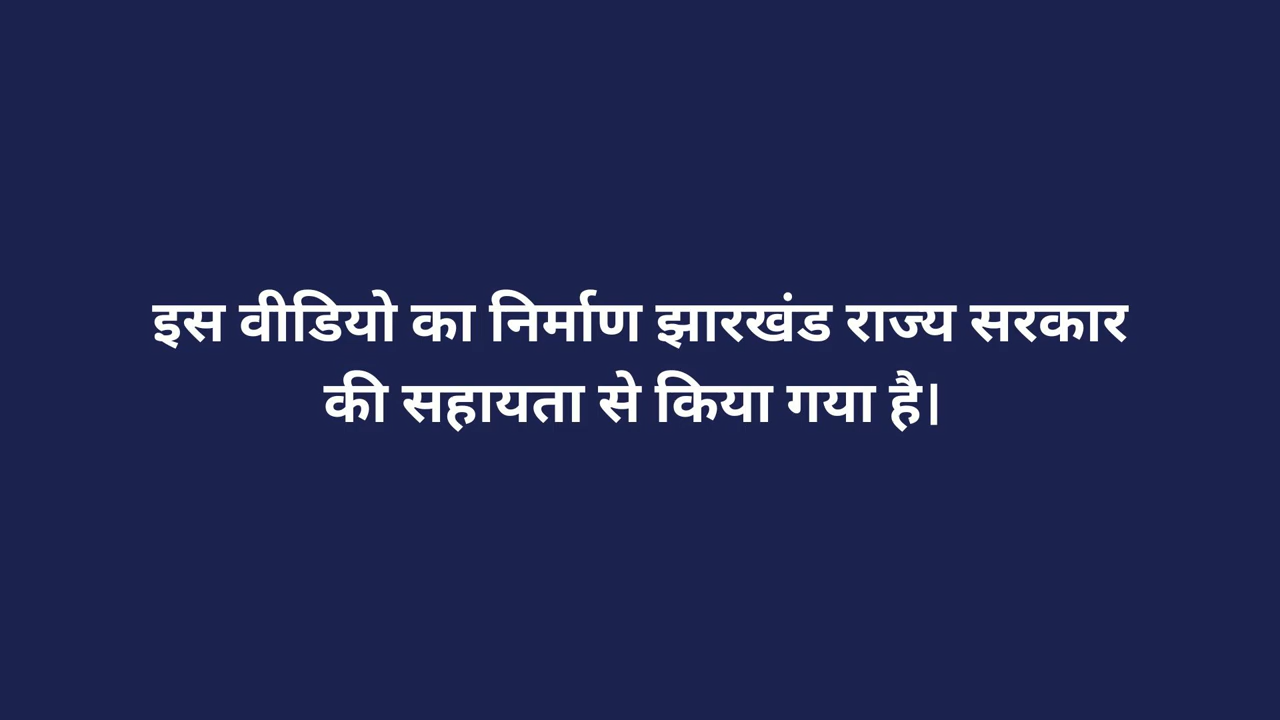 इस वीडियो का निर्माण झारखंड राज्य सरकार
की सहायता से किया गया है।